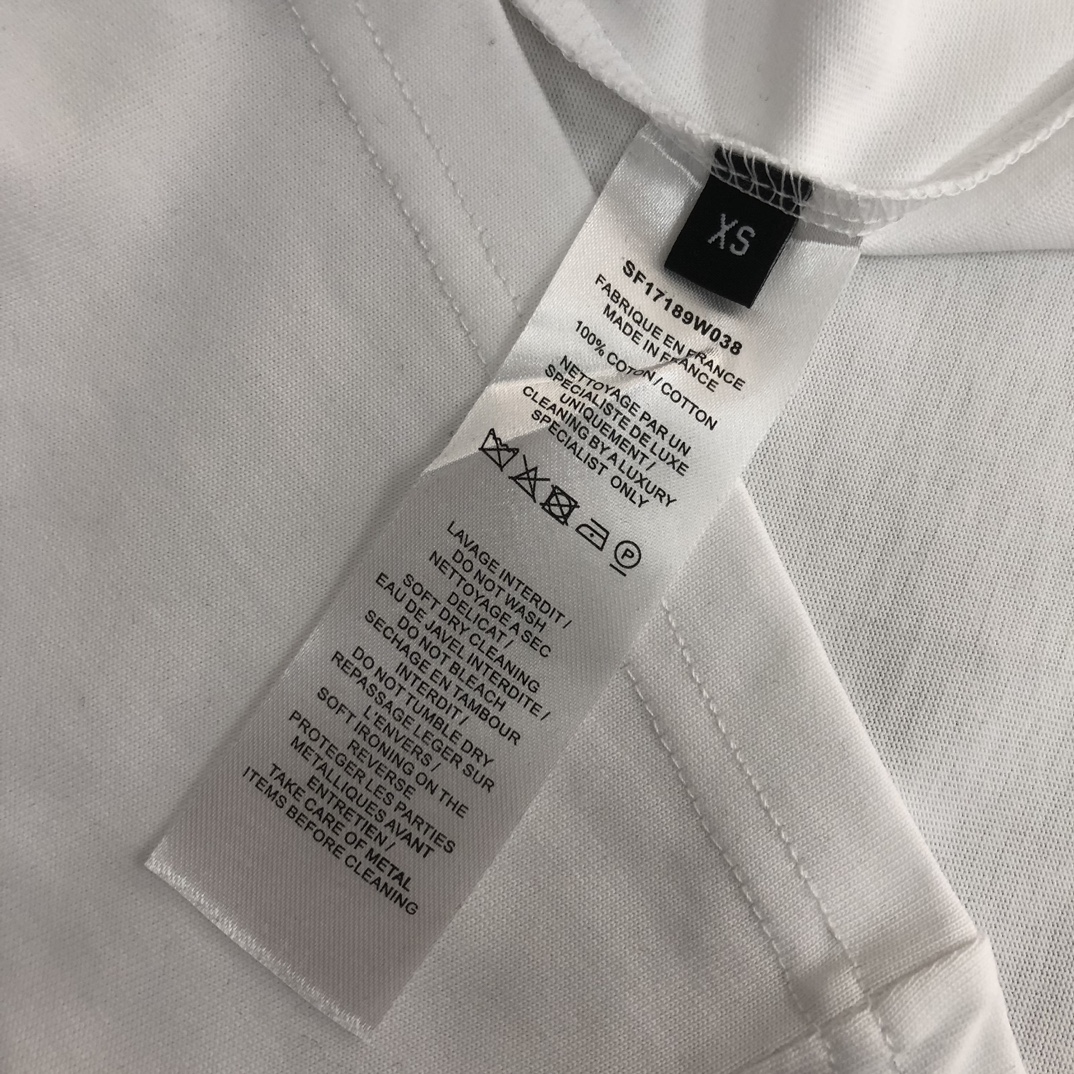 XS
SF17189W038
FABRIQUE EN FRANCE
MADE IN FRANCE
100% COTON / COTTON
NETTOYAGE PAR UN
SPECIALISTE DE LUXE
UNIQUEMENT /
CLEANING BY A LUXURY
SPECIALIST ONLY
P
LAVAGE INTERDIT /
DO NOT WASH
NETTOYAGE A SEC
DELICAT /
SOFT DRY CLEANING
EAU DE JAVEL INTERDITE /
DO NOT BLEACH
SECHAGE EN TAMBOUR
INTERDIT /
DO NOT TUMBLE DRY
REPASSAGE LEGER SUR
L'ENVERS /
SOFT IRONING ON THE
REVERSE
PROTEGER LES PARTIES
METALLIQUES AVANT
ENTRETIEN /
TAKE CARE OF METAL
ITEMS BEFORE CLEANING